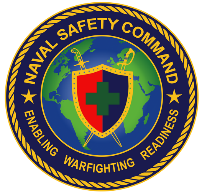 NAVAL SAFETY COMMAND
ENABLING WARFIGHTING READINESS